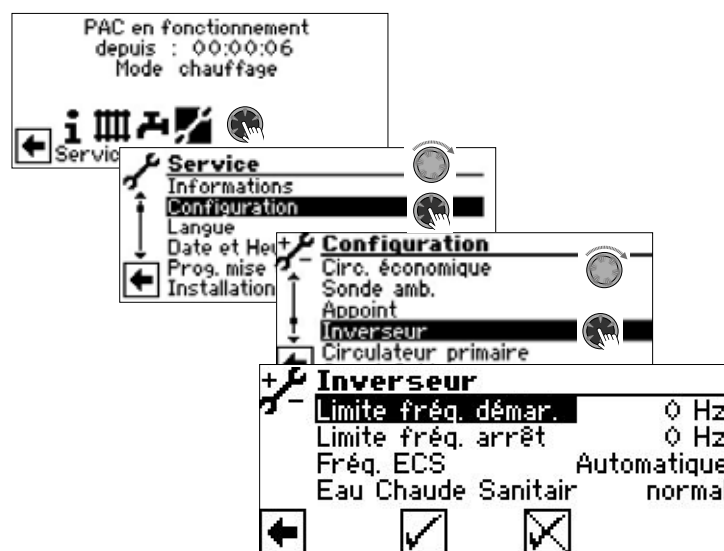 PAC en fonctionnement
depuis : 00:00:06
Mode chauffage
Service
Informations
Configuration
Langue
Date et Heu
Prog. mise
Installation
Configuration
Circ. économique
Sonde amb.
Appoint
Inverseur
Circulateur primaire
Inverseur
Limite fréq. démar. 0 Hz
Limite fréq. arrêt 0 Hz
Fréq. ECS Automatique
Eau Chaude Sanitair normal